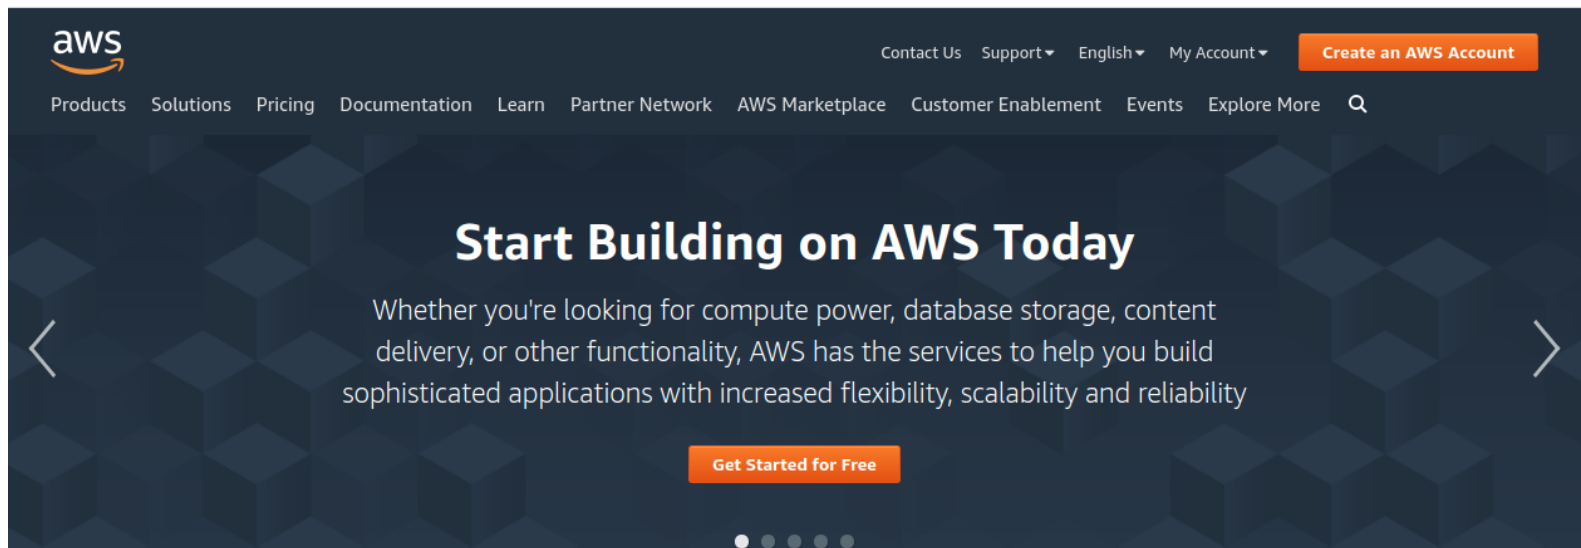 aws
Contact Us Support English My Account Create an AWS Account
Products Solutions Pricing Documentation Learn Partner Network AWS Marketplace Customer Enablement Events Explore More
Start Building on AWS Today
Whether you're looking for compute power, database storage, content
delivery, or other functionality, AWS has the services to help you build
sophisticated applications with increased flexibility, scalability and reliability
Get Started for Free